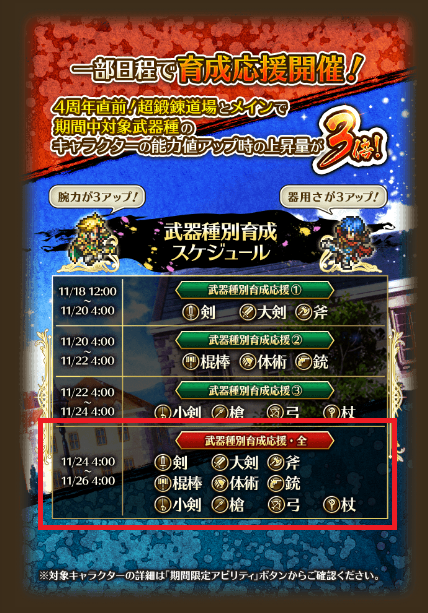 一部日程で育成応援開催！
4周年直前！超鍛錬道場とメインで
期間中対象武器種の
キャラクターの能力値アップ時の上昇量が3倍！
腕力が3アップ！
器用さが3アップ！
武器種別育成
スケジュール
11/18 12:00
〜
11/20 4:00
武器種別育成応援①
剣 大剣 斧
11/20 4:00
〜
11/22 4:00
武器種別育成応援②
棍棒 体術 銃
11/22 4:00
〜
11/24 4:00
武器種別育成応援③
小剣 槍 弓 杖
11/24 4:00
〜
11/26 4:00
武器種別育成応援・全
剣 大剣 斧
棍棒 体術 銃
小剣 槍 弓 杖
※対象キャラクターの詳細は「期間限定アビリティ」ボタンからご確認ください。